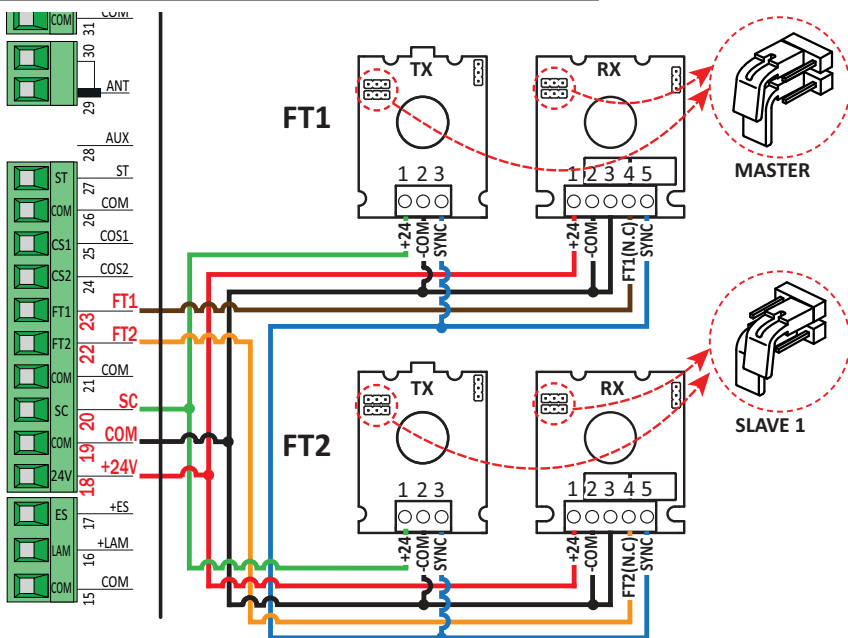 COM
31
COM
30
ANT
29
AUX
28
ST
ST
27
COM
COM
26
CS1
COS1
25
CS2
COS2
24
FT1
FT1
23
FT2
FT2
22
COM
COM
21
SC
SC
20
COM
COM
19
24V
+24V
18
ES
+ES
17
LAM
+LAM
16
COM
COM
15
FT1
TX
1 2 3
+24
-COM
SYNC
RX
1 2 3 4 5
+24
-COM
FT1(N.C)
SYNC
MASTER
FT2
TX
1 2 3
+24
-COM
SYNC
RX
1 2 3 4 5
+24
-COM
FT2(N.C)
SYNC
SLAVE 1